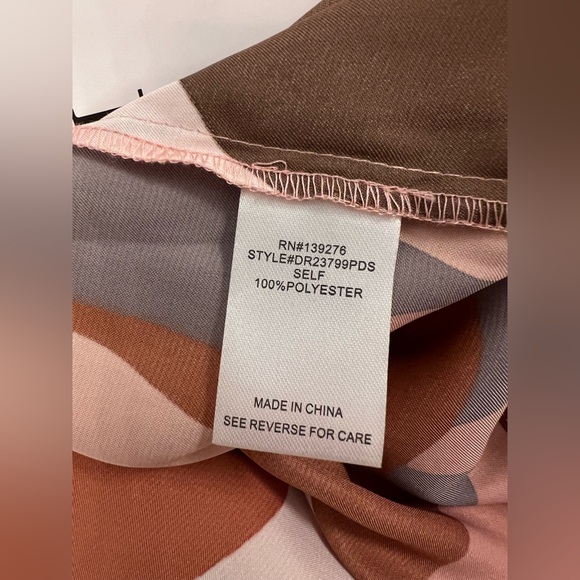 RN#139276
STYLE#DR23799PDS
SELF
100%POLYESTER
MADE IN CHINA
SEE REVERSE FOR CARE